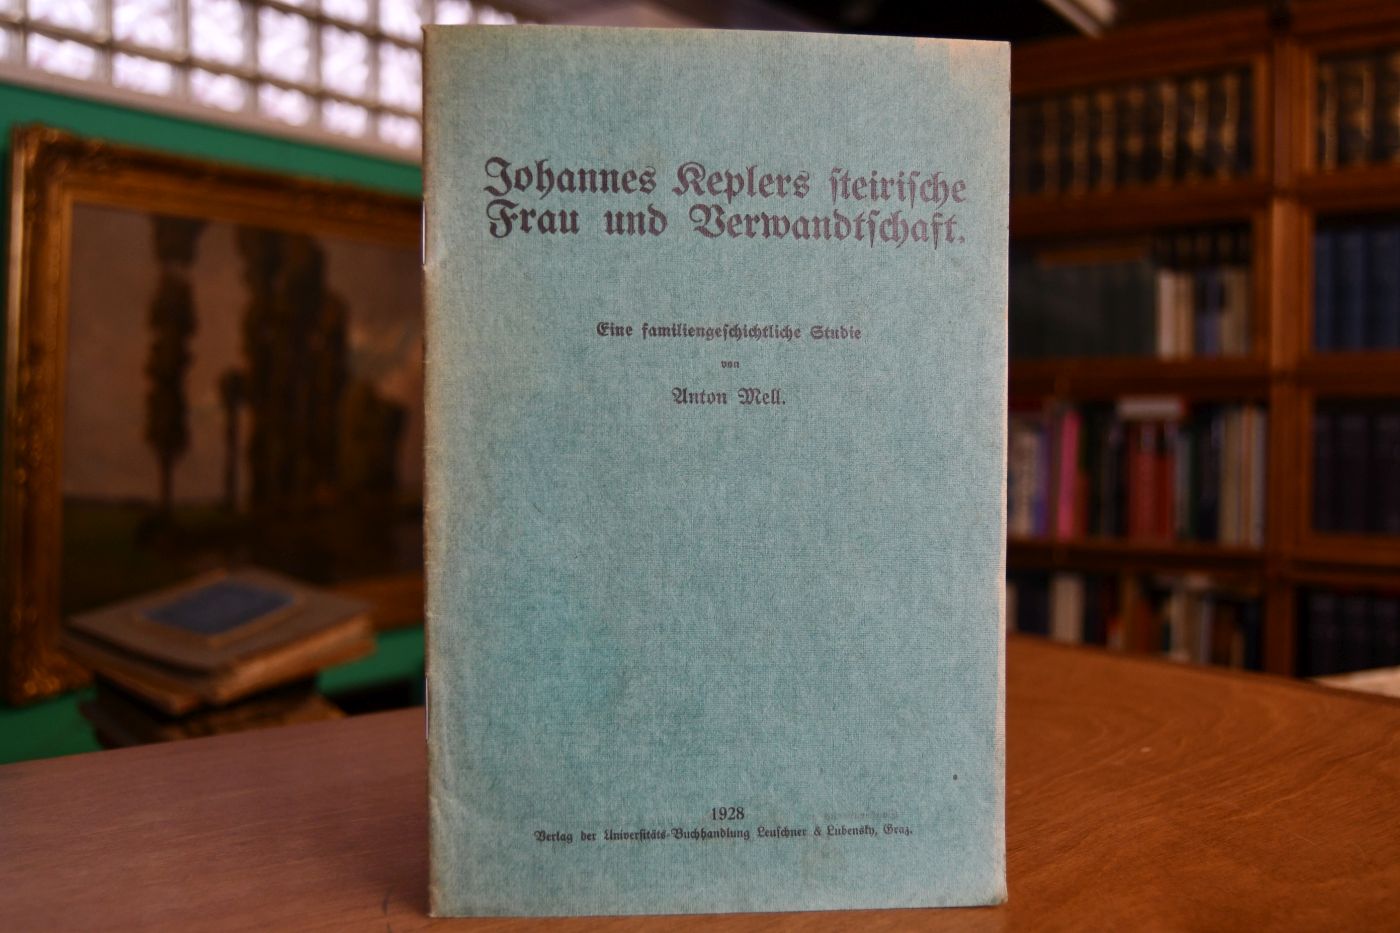 Johannes Keplers steirische
Frau und Verwandtschaft.
Eine familiengeschichtliche Studie
von
Anton Mell.
1928
Verlag der Universitäts-Buchhandlung Leuschner & Lubensky, Graz.